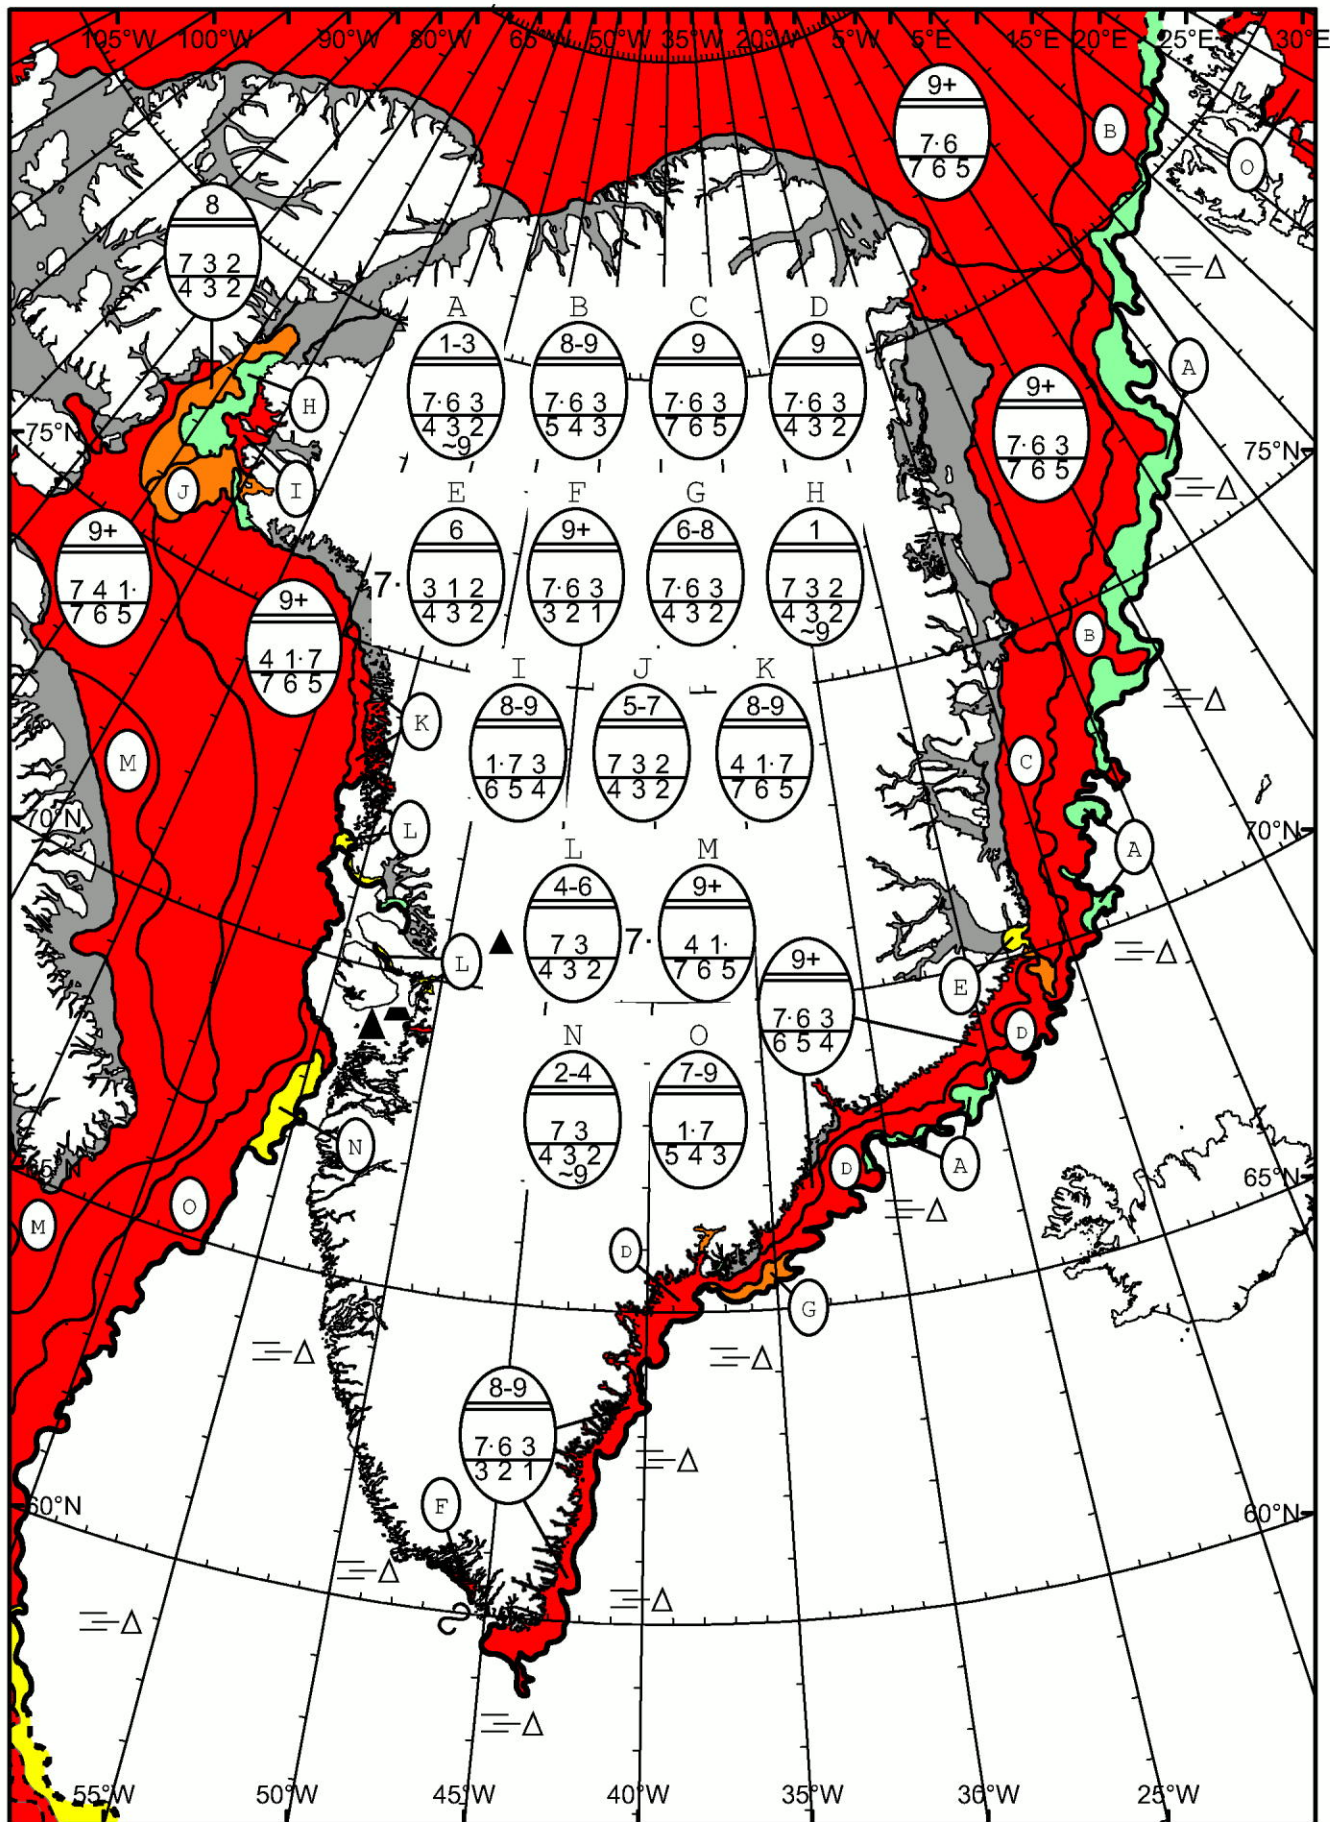 105°W 100°W 90°W 80°W 65°W 50°W 35°W 20°W 5°W 5°E 15°E 20°E 25°E 30°E
9+
7·6
7 6 5
B
O
8
7 3 2
4 3 2
A
1-3
7·6 3
4 3 2
~9
B
8-9
7·6 3
5 4 3
C
9
7·6 3
7 6 5
D
9
7·6 3
4 3 2
A
H
9+
7·6 3
7 6 5
75°N
75°N
J
I
E
6
7· 3 1 2
4 3 2
F
9+
7·6 3
3 2 1
G
6-8
7·6 3
4 3 2
H
1
7 3 2
4 3 2
~9
9+
7 4 1·
7 6 5
9+
4 1·7
7 6 5
B
I
8-9
1·7 3
6 5 4
J
5-7
7 3 2
4 3 2
K
8-9
4 1·7
7 6 5
K
M
C
70°N
70°N
L
A
L
4-6
7 3
4 3 2
M
9+
7· 4 1·
7 6 5
L
9+
7·6 3
6 5 4
E
D
N
2-4
7 3
4 3 2
~9
O
7-9
1·7
5 4 3
N
D
A
65°N
65°N
M
O
D
G
8-9
7·6 3
3 2 1
F
60°N
60°N
55°W 50°W 45°W 40°W 35°W 30°W 25°W